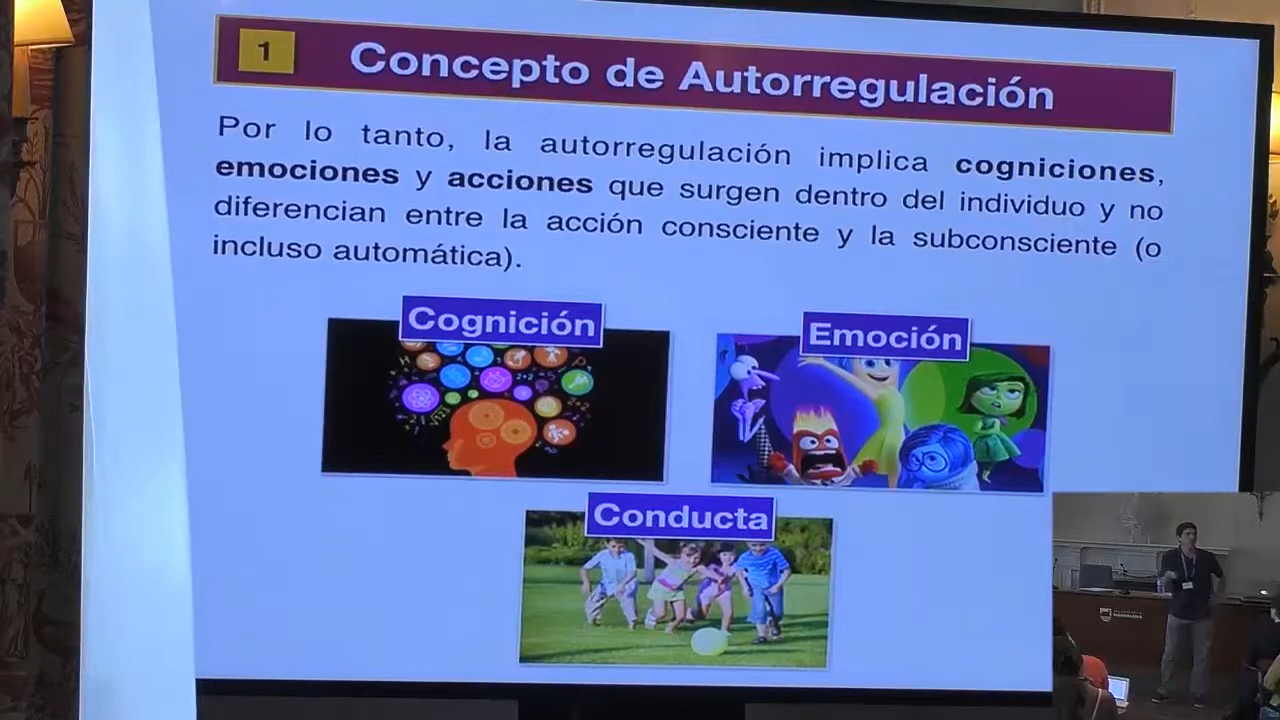 1 Concepto de Autorregulación
Por lo tanto, la autorregulación implica cogniciones,
emociones y acciones que surgen dentro del individuo y no
diferencian entre la acción consciente y la subconsciente (o
incluso automática).
Cognición
Emoción
Conducta